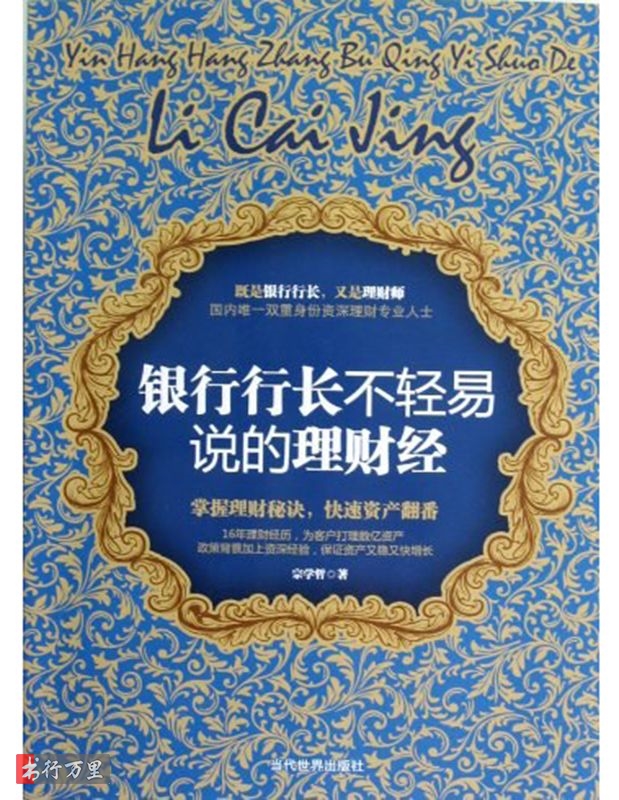 Yin Hang Hang Zhang Bu Qing Yi Shuo De
Li Cai Jing
既是银行行长，又是理财师
国内唯一双重身份资深理财专业人士
银行行长不轻易
说的理财经
掌握理财秘诀，快速资产翻番
16年理财经历，为客户打理数亿资产
政策背景加上资深经验，保证资产又稳又快增长
宗学哲◎著
当代世界出版社
书行万里